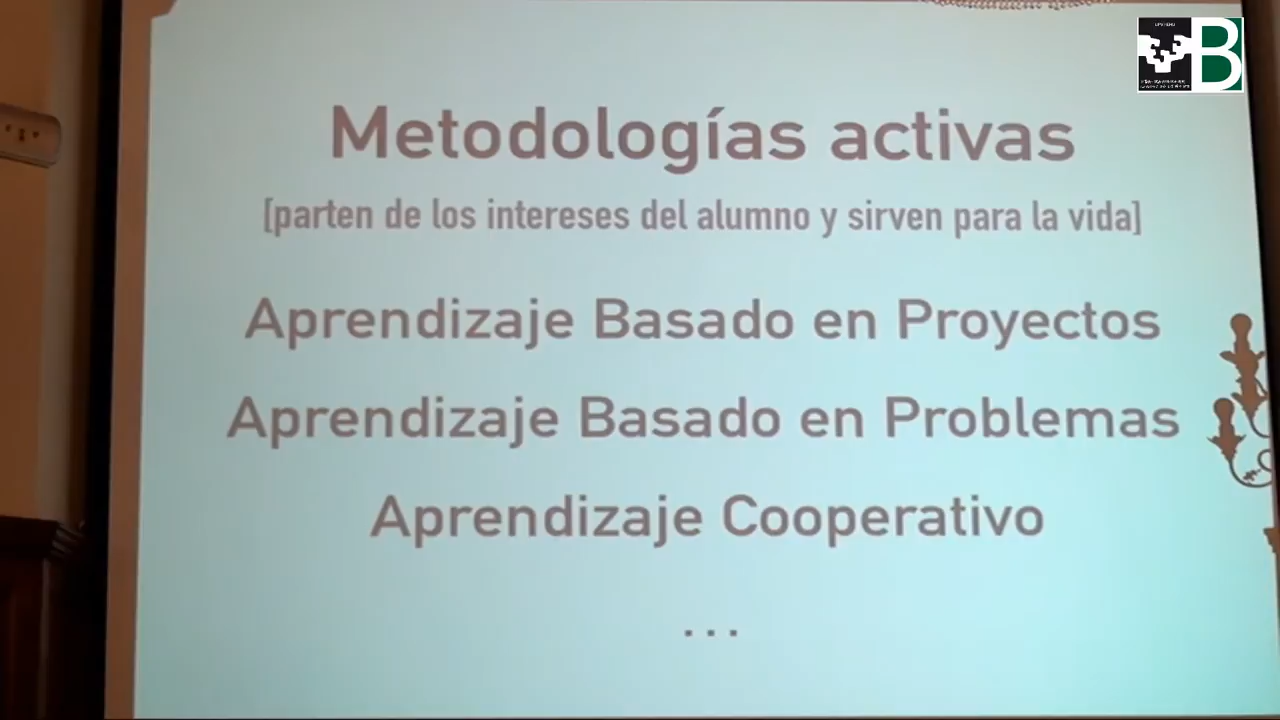 Metodologías activas
[parten de los intereses del alumno y sirven para la vida]
Aprendizaje Basado en Proyectos
Aprendizaje Basado en Problemas
Aprendizaje Cooperativo
...
B